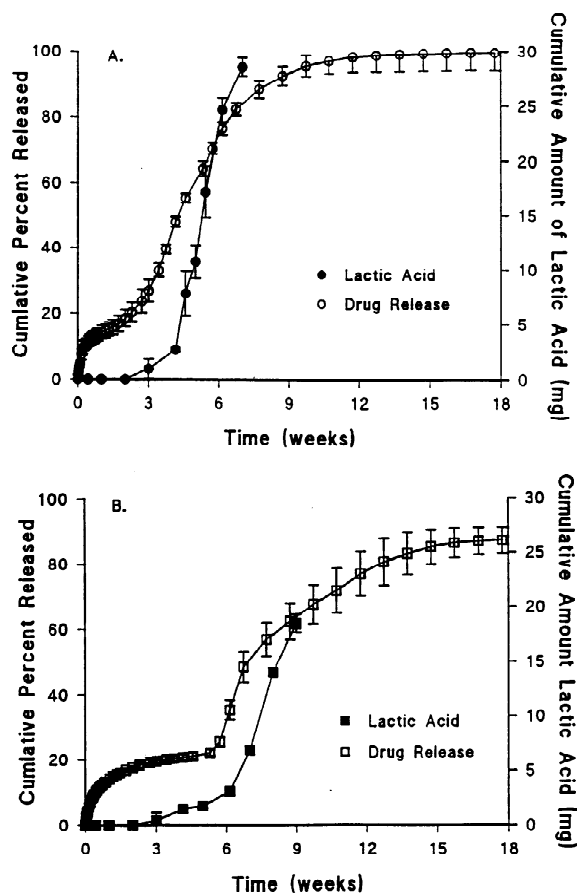 A.
Cumlative Percent Released
100
80
60
40
20
0
Cumulative Amount of Lactic Acid (mg)
30
25
20
15
10
5
0
Lactic Acid
Drug Release
0 3 6 9 12 15 18
Time (weeks)
B.
Cumulative Percent Released
100
80
60
40
20
0
Cumulative Amount Lactic Acid (mg)
30
25
20
15
10
5
0
Lactic Acid
Drug Release
0 3 6 9 12 15 18
Time (weeks)